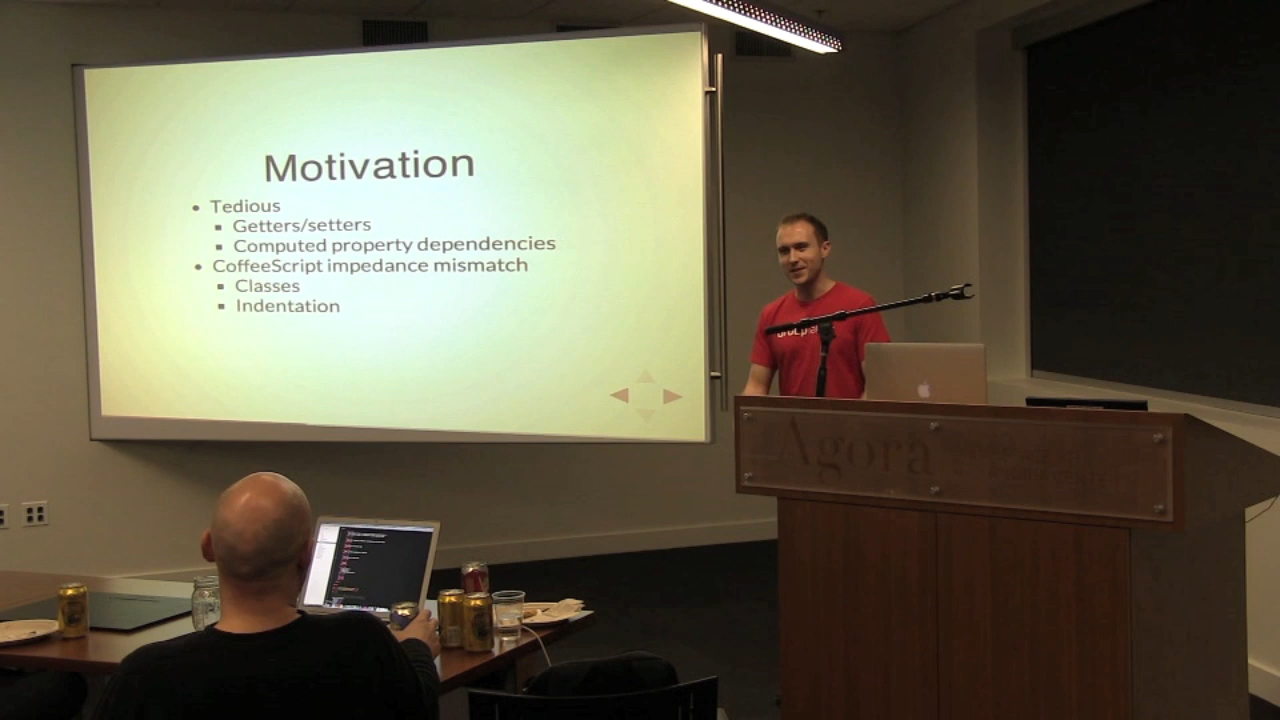 Motivation
• Tedious
▪ Getters/setters
▪ Computed property dependencies
• CoffeeScript impedance mismatch
▪ Classes
▪ Indentation
Agora